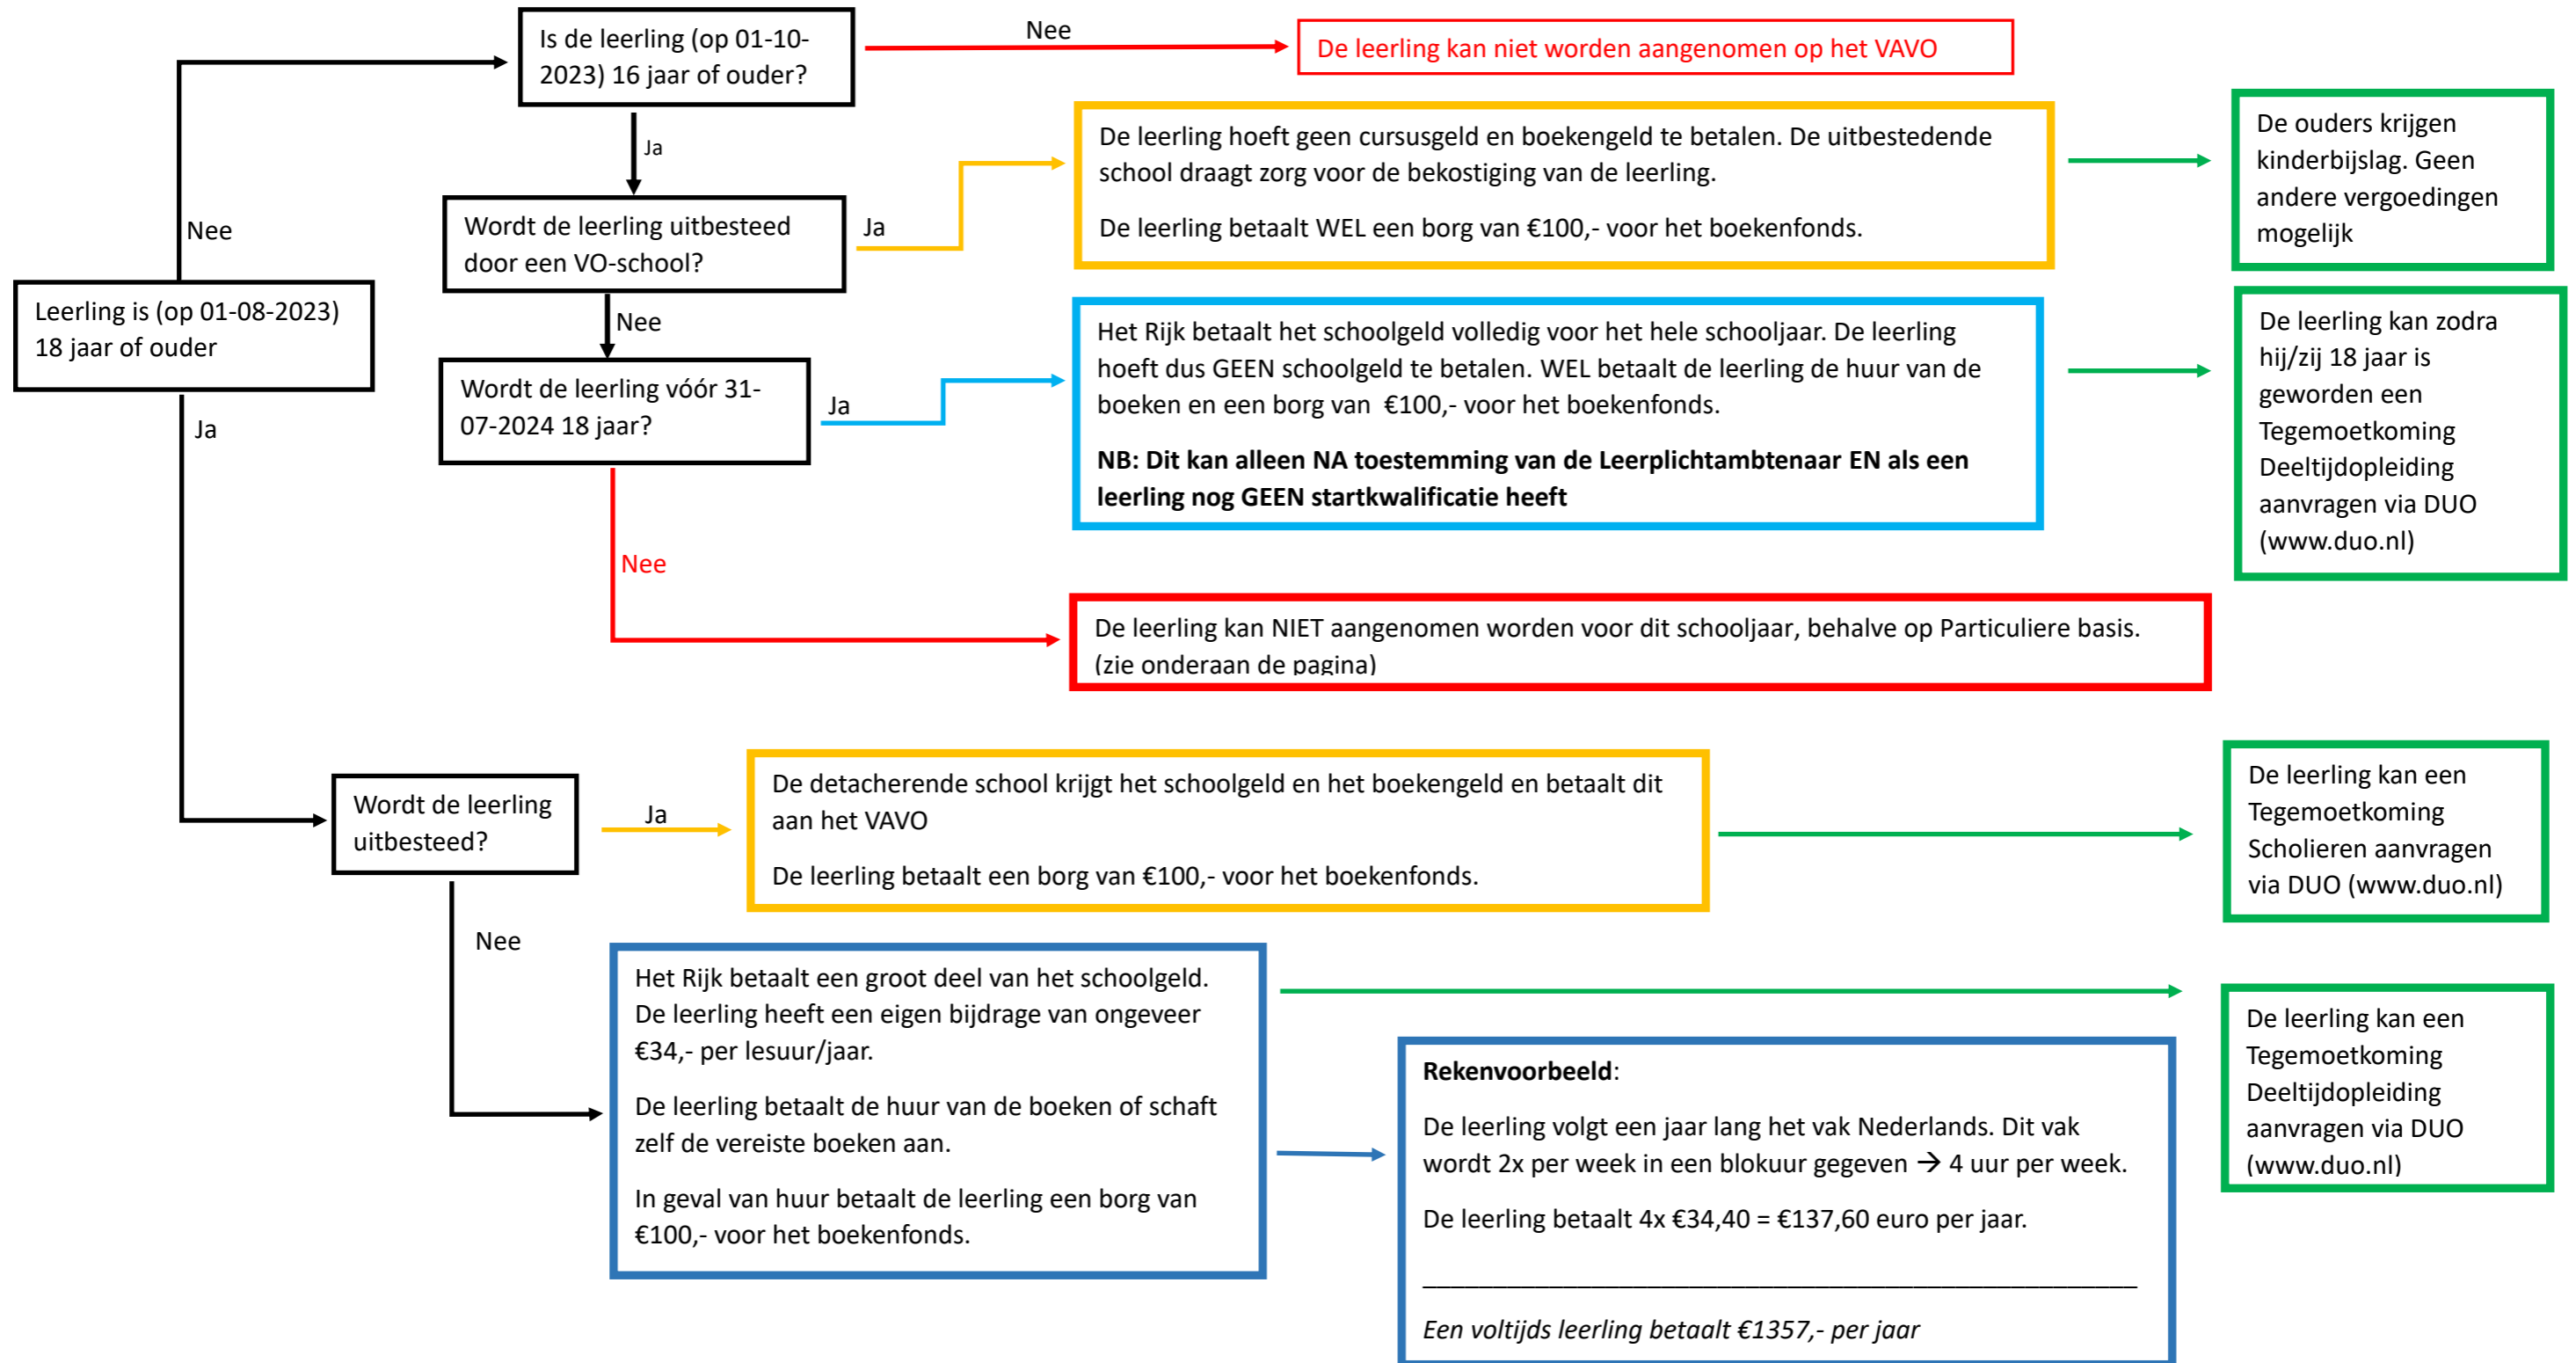 Is de leerling (op 01-10-
2023) 16 jaar of ouder?
Nee
De leerling kan niet worden aangenomen op het VAVO
Ja
Wordt de leerling uitbesteed
door een VO-school?
Ja
De leerling hoeft geen cursusgeld en boekengeld te betalen. De uitbestedende
school draagt zorg voor de bekostiging van de leerling.
De leerling betaalt WEL een borg van €100,- voor het boekenfonds.
De ouders krijgen
kinderbijslag. Geen
andere vergoedingen
mogelijk
Nee
Leerling is (op 01-08-2023)
18 jaar of ouder
Ja
Nee
Wordt de leerling vóór 31-
07-2024 18 jaar?
Ja
Het Rijk betaalt het schoolgeld volledig voor het hele schooljaar. De leerling
hoeft dus GEEN schoolgeld te betalen. WEL betaalt de leerling de huur van de
boeken en een borg van €100,- voor het boekenfonds.
NB: Dit kan alleen NA toestemming van de Leerplichtambtenaar EN als een
leerling nog GEEN startkwalificatie heeft
De leerling kan zodra
hij/zij 18 jaar is
geworden een
Tegemoetkoming
Deeltijdopleiding
aanvragen via DUO
(www.duo.nl)
Nee
De leerling kan NIET aangenomen worden voor dit schooljaar, behalve op Particuliere basis.
(zie onderaan de pagina)
Wordt de leerling
uitbesteed?
Ja
De detacherende school krijgt het schoolgeld en het boekengeld en betaalt dit
aan het VAVO
De leerling betaalt een borg van €100,- voor het boekenfonds.
De leerling kan een
Tegemoetkoming
Scholieren aanvragen
via DUO (www.duo.nl)
Nee
Het Rijk betaalt een groot deel van het schoolgeld.
De leerling heeft een eigen bijdrage van ongeveer
€34,- per lesuur/jaar.
De leerling betaalt de huur van de boeken of schaft
zelf de vereiste boeken aan.
In geval van huur betaalt de leerling een borg van
€100,- voor het boekenfonds.
Rekenvoorbeeld:
De leerling volgt een jaar lang het vak Nederlands. Dit vak
wordt 2x per week in een blokuur gegeven → 4 uur per week.
De leerling betaalt 4x €34,40 = €137,60 euro per jaar.
Een voltijds leerling betaalt €1357,- per jaar
De leerling kan een
Tegemoetkoming
Deeltijdopleiding
aanvragen via DUO
(www.duo.nl)